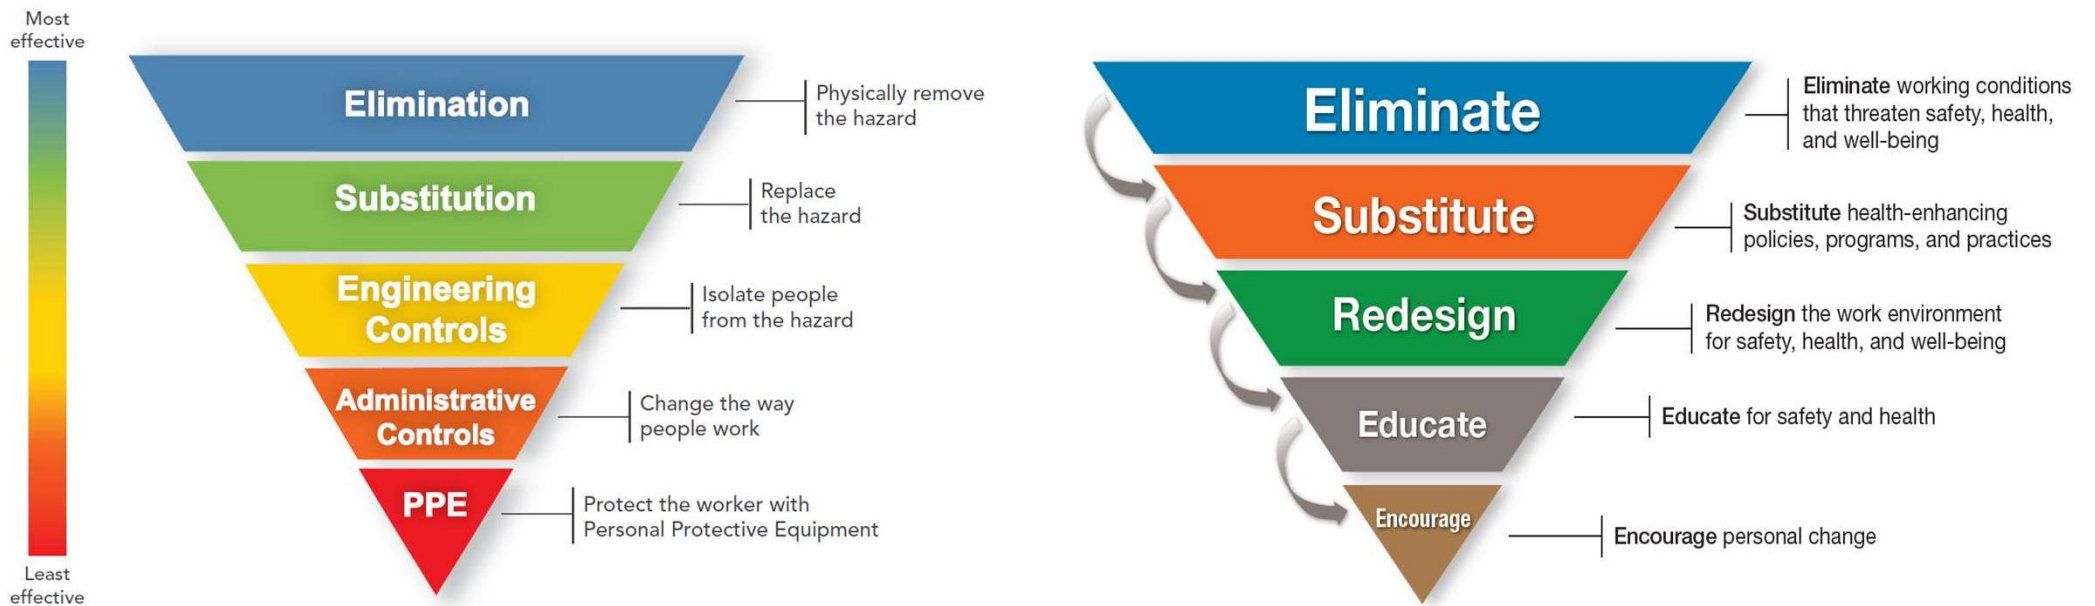 Most
effective
Elimination
Physically remove
the hazard
Substitution
Replace
the hazard
Engineering
Controls
Isolate people
from the hazard
Administrative
Controls
Change the way
people work
PPE
Protect the worker with
Personal Protective Equipment
Least
effective
Eliminate
Eliminate working conditions
that threaten safety, health,
and well-being
Substitute
Substitute health-enhancing
policies, programs, and practices
Redesign
Redesign the work environment
for safety, health, and well-being
Educate
Educate for safety and health
Encourage
Encourage personal change